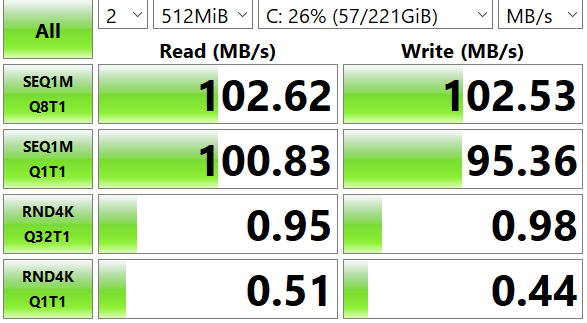 All
2
512MiB
C: 26% (57/221GiB)
MB/s
Read (MB/s)
Write (MB/s)
SEQ1M
Q8T1
102.62
102.53
SEQ1M
Q1T1
100.83
95.36
RND4K
Q32T1
0.95
0.98
RND4K
Q1T1
0.51
0.44